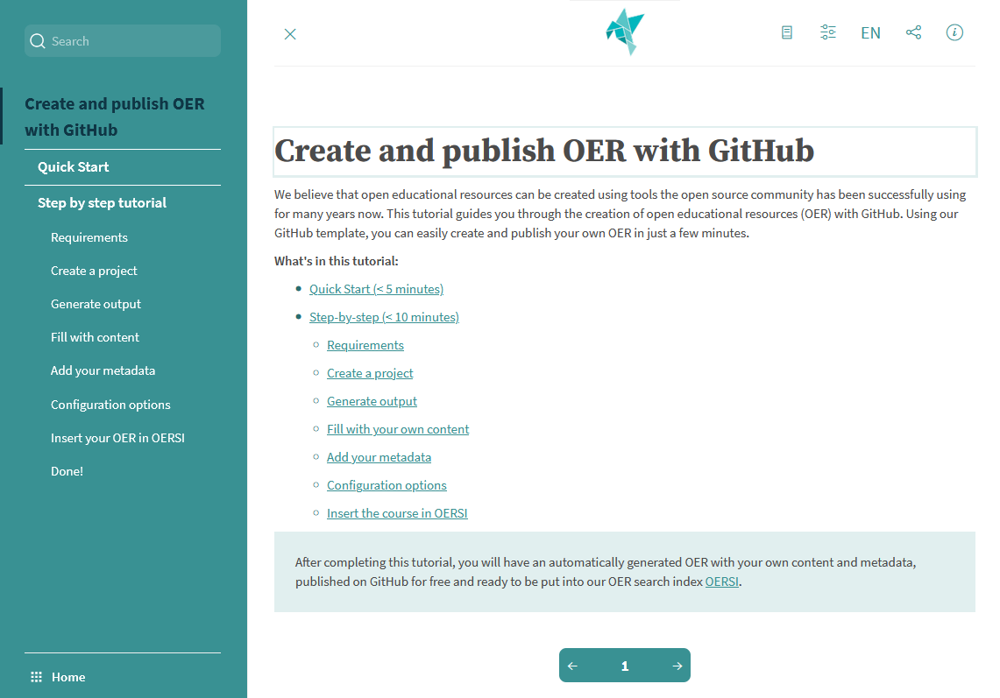 Search
Create and publish OER
with GitHub
Quick Start
Step by step tutorial
Requirements
Create a project
Generate output
Fill with content
Add your metadata
Configuration options
Insert your OER in OERSI
Done!
Home
EN
Create and publish OER with GitHub
We believe that open educational resources can be created using tools the open source community has been successfully using
for many years now. This tutorial guides you through the creation of open educational resources (OER) with GitHub. Using our
GitHub template, you can easily create and publish your own OER in just a few minutes.
What's in this tutorial:
Quick Start (< 5 minutes)
Step-by-step (< 10 minutes)
Requirements
Create a project
Generate output
Fill with your own content
Add your metadata
Configuration options
Insert the course in OERSI
After completing this tutorial, you will have an automatically generated OER with your own content and metadata,
published on GitHub for free and ready to be put into our OER search index OERSI.
← 1 →